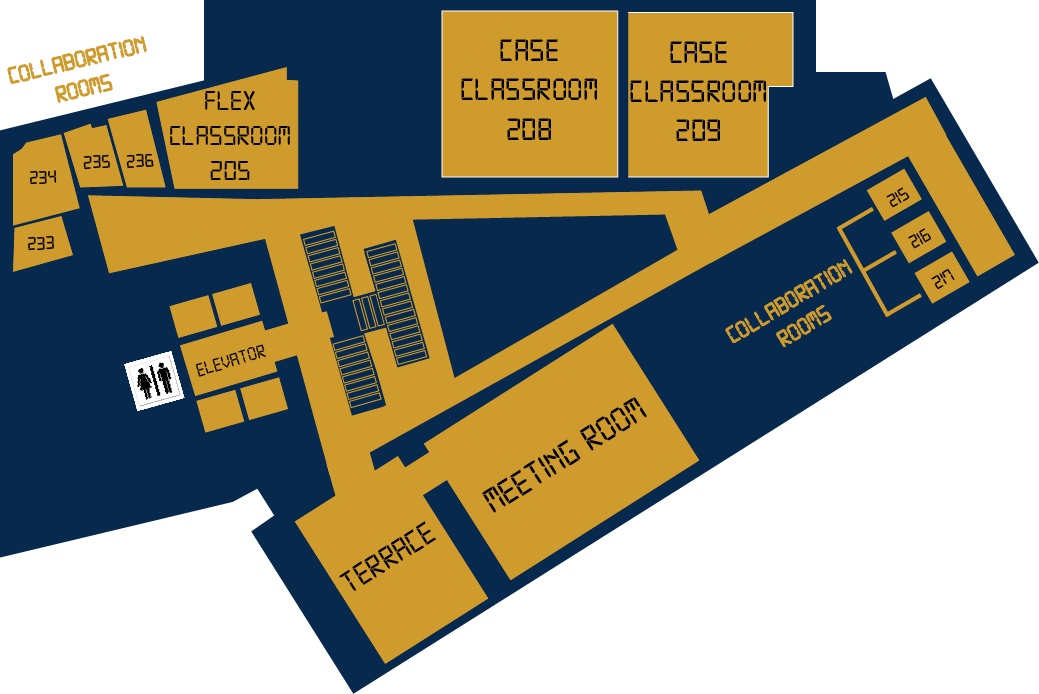 COLLABORATION
ROOMS
FLEX
CLASSROOM
205
CASE
CLASSROOM
208
CASE
CLASSROOM
209
234
235
236
233
215
216
217
COLLABORATION
ROOMS
ELEVATOR
MEETING ROOM
TERRACE